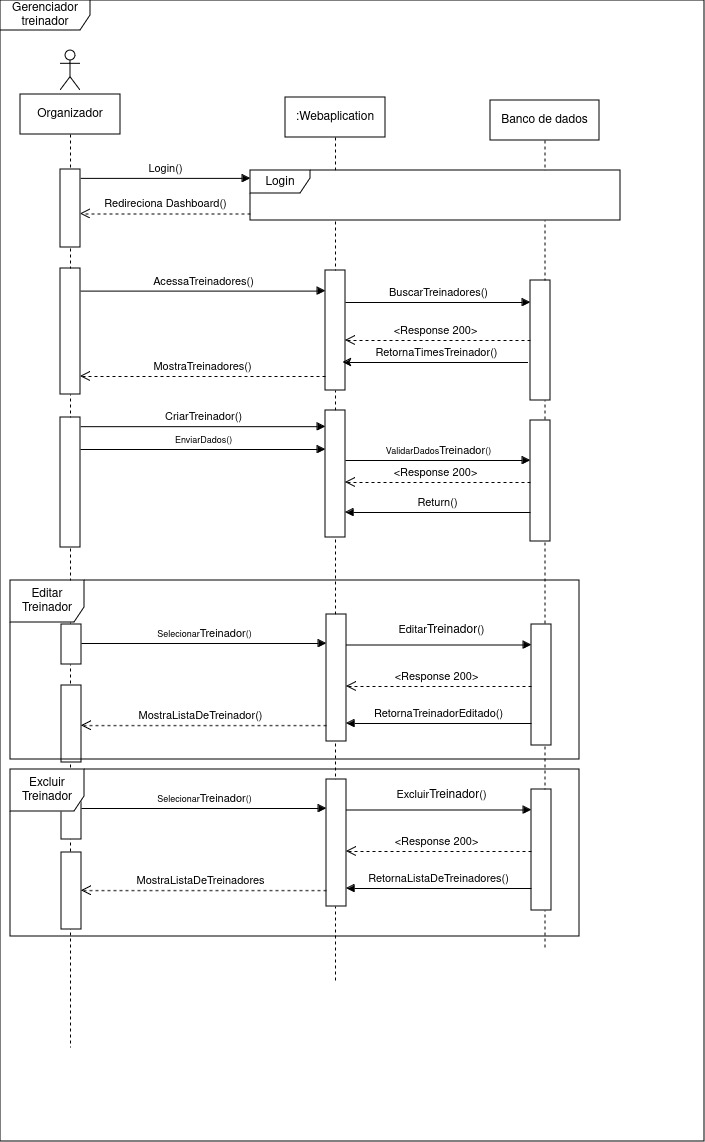 Gerenciador
treinador
Organizador
:Webaplication
Banco de dados
Login()
Login
Redireciona Dashboard()
AcessaTreinadores()
BuscarTreinadores()
<Response 200>
RetornaTimesTreinador()
MostraTreinadores()
CriarTreinador()
EnviarDados()
ValidarDadosTreinador()
<Response 200>
Return()
Editar
Treinador
SelecionarTreinador()
EditarTreinador()
<Response 200>
MostraListaDeTreinador()
RetornaTreinadorEditado()
Excluir
Treinador
SelecionarTreinador()
ExcluirTreinador()
<Response 200>
MostraListaDeTreinadores
RetornaListaDeTreinadores()